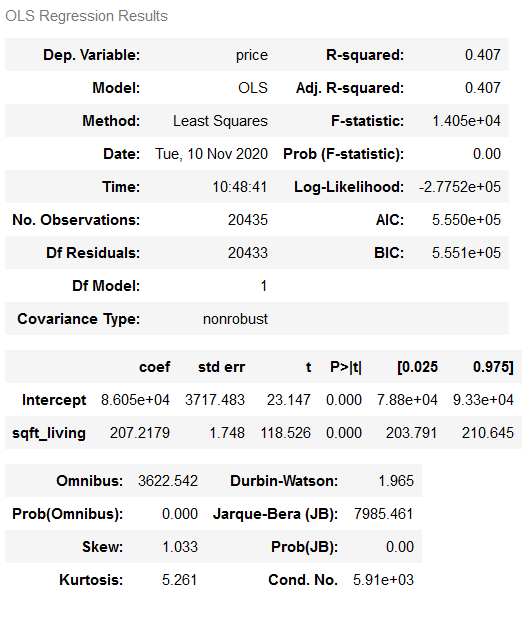 OLS Regression Results
Dep. Variable: price R-squared: 0.407
Model: OLS Adj. R-squared: 0.407
Method: Least Squares F-statistic: 1.405e+04
Date: Tue, 10 Nov 2020 Prob (F-statistic): 0.00
Time: 10:48:41 Log-Likelihood: -2.7752e+05
No. Observations: 20435 AIC: 5.550e+05
Df Residuals: 20433 BIC: 5.551e+05
Df Model: 1
Covariance Type: nonrobust
coef std err t P>|t| [0.025 0.975]
Intercept 8.605e+04 3717.483 23.147 0.000 7.88e+04 9.33e+04
sqft_living 207.2179 1.748 118.526 0.000 203.791 210.645
Omnibus: 3622.542 Durbin-Watson: 1.965
Prob(Omnibus): 0.000 Jarque-Bera (JB): 7985.461
Skew: 1.033 Prob(JB): 0.00
Kurtosis: 5.261 Cond. No. 5.91e+03